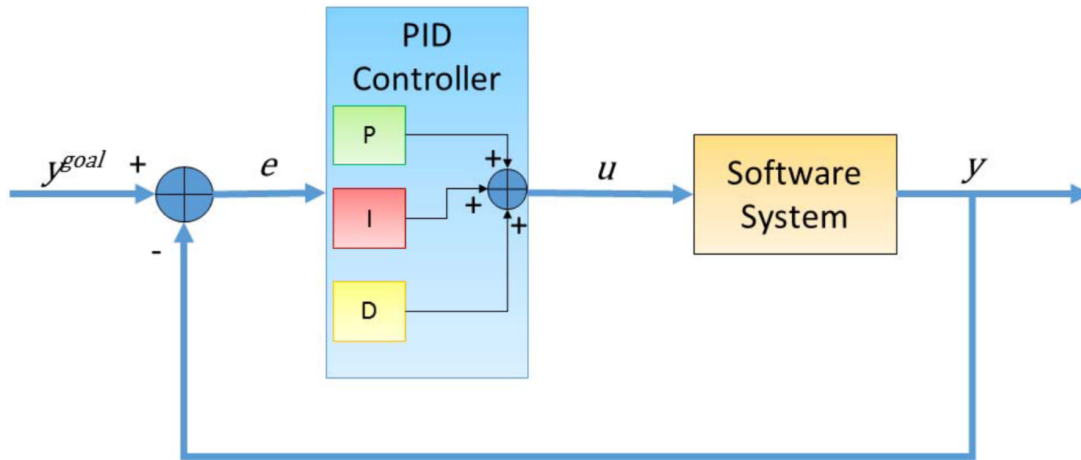 PID
Controller
P
y^goal
+
e
+
u
Software
System
y
I
+
+
-
D